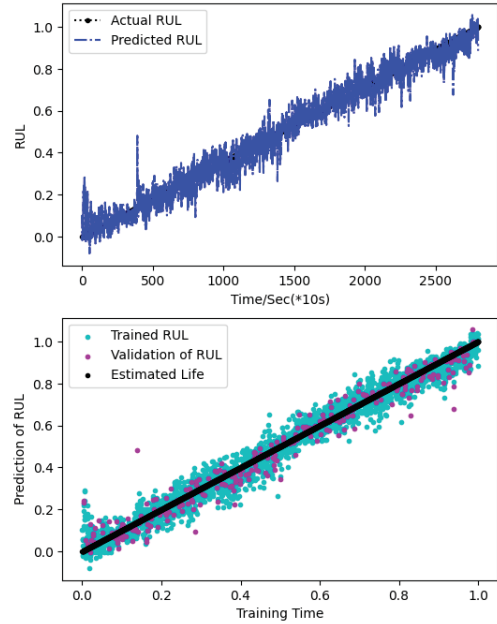 Actual RUL
Predicted RUL
RUL
1.0
0.8
0.6
0.4
0.2
0.0
0 500 1000 1500 2000 2500
Time/Sec(*10s)
Trained RUL
Validation of RUL
Estimated Life
Prediction of RUL
1.0
0.8
0.6
0.4
0.2
0.0
0.0 0.2 0.4 0.6 0.8 1.0
Training Time